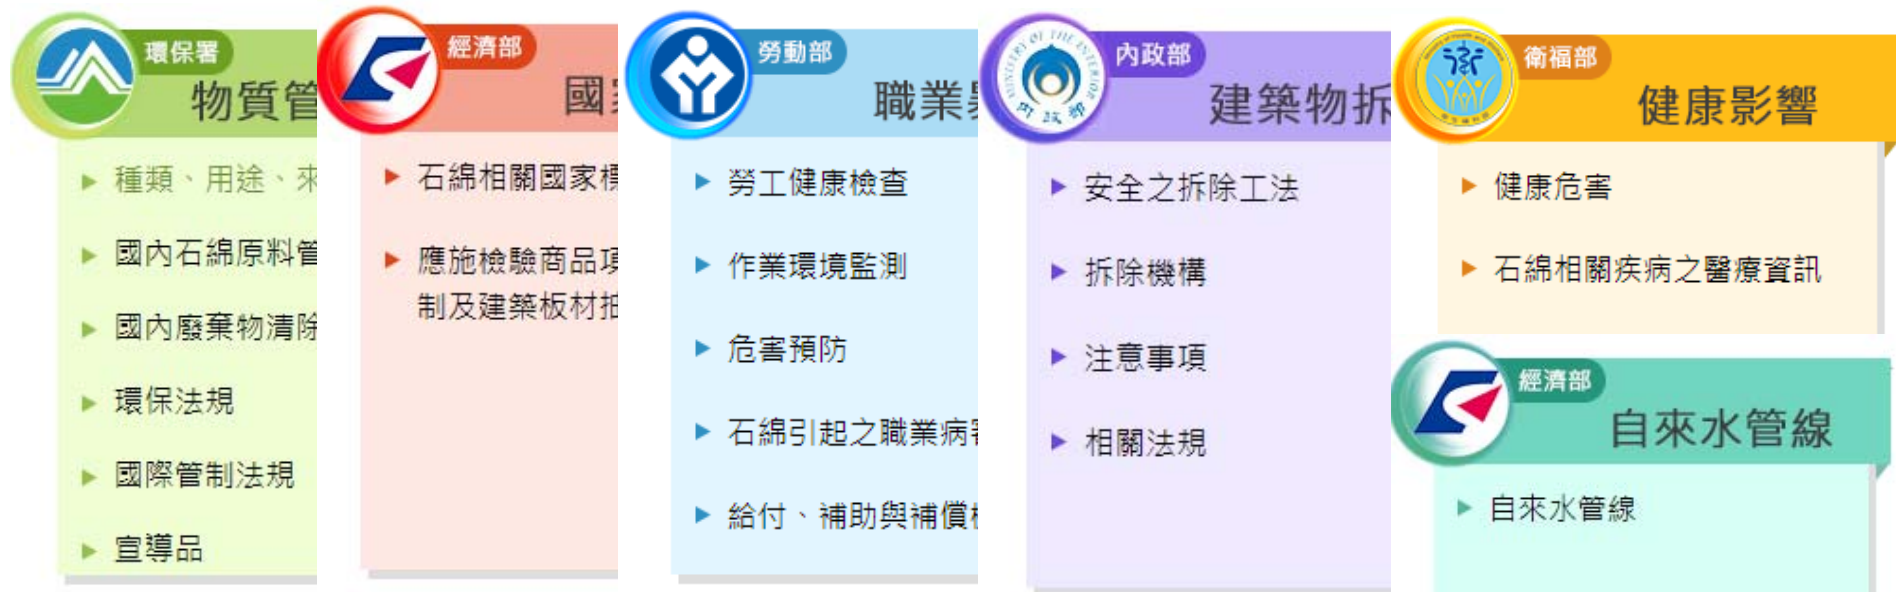 環保署
物質管
種類、用途、來
國內石綿原料管
國內廢棄物清除
環保法規
國際管制法規
宣導品
經濟部
國
石綿相關國家標
應施檢驗商品項
制及建築板材抽
勞動部
職業
勞工健康檢查
作業環境監測
危害預防
石綿引起之職業病
給付、補助與補償
內政部
MINISTRY OF THE INTERIOR
內政部
建築物拆
安全之拆除工法
拆除機構
注意事項
相關法規
衛福部
健康影響
健康危害
石綿相關疾病之醫療資訊
經濟部
自來水管線
自來水管線